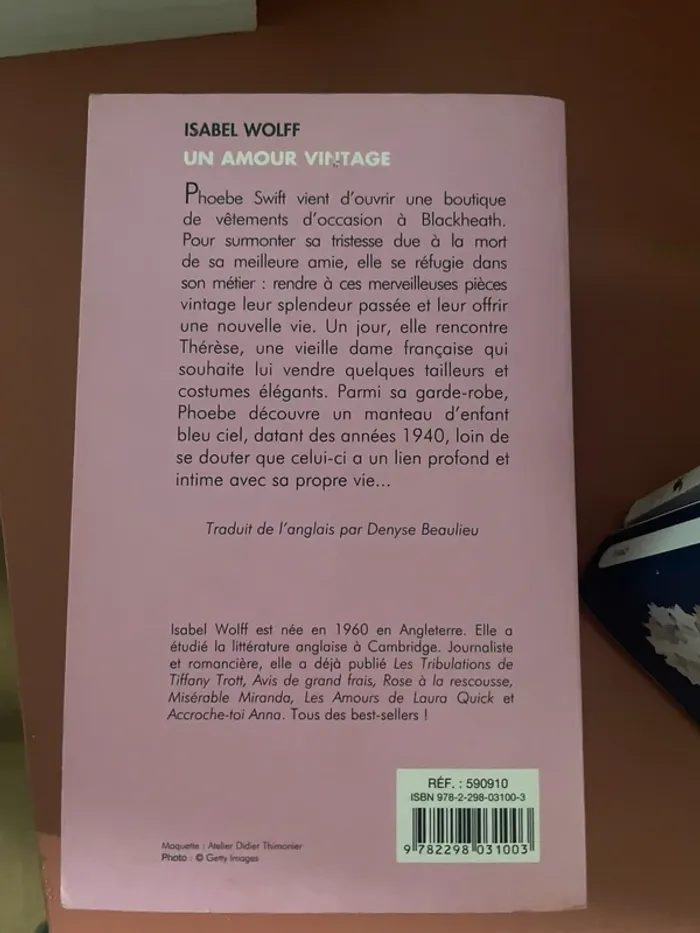 ISABEL WOLFF
UN AMOUR VINTAGE
Phoebe Swift vient d'ouvrir une boutique
de vêtements d'occasion à Blackheath.
Pour surmonter sa tristesse due à la mort
de sa meilleure amie, elle se réfugie dans
son métier : rendre à ces merveilleuses pièces
vintage leur splendeur passée et leur offrir
une nouvelle vie. Un jour, elle rencontre
Thérèse, une vieille dame française qui
souhaite lui vendre quelques tailleurs et
costumes élégants. Parmi sa garde-robe,
Phoebe découvre un manteau d'enfant
bleu ciel, datant des années 1940, loin de
se douter que celui-ci a un lien profond et
intime avec sa propre vie...
Traduit de l'anglais par Denyse Beaulieu
Isabel Wolff est née en 1960 en Angleterre. Elle a
étudié la littérature anglaise à Cambridge. Journaliste
et romancière, elle a déjà publié Les Tribulations de
Tiffany Trott, Avis de grand frais, Rose à la rescousse,
Misérable Miranda, Les Amours de Laura Quick et
Accroche-toi Anna. Tous des best-sellers !
RÉF. : 590910
ISBN 978-2-298-03100-3
9 782298 031003
Maquette : Atelier Didier Thimonier
Photo : © Getty Images